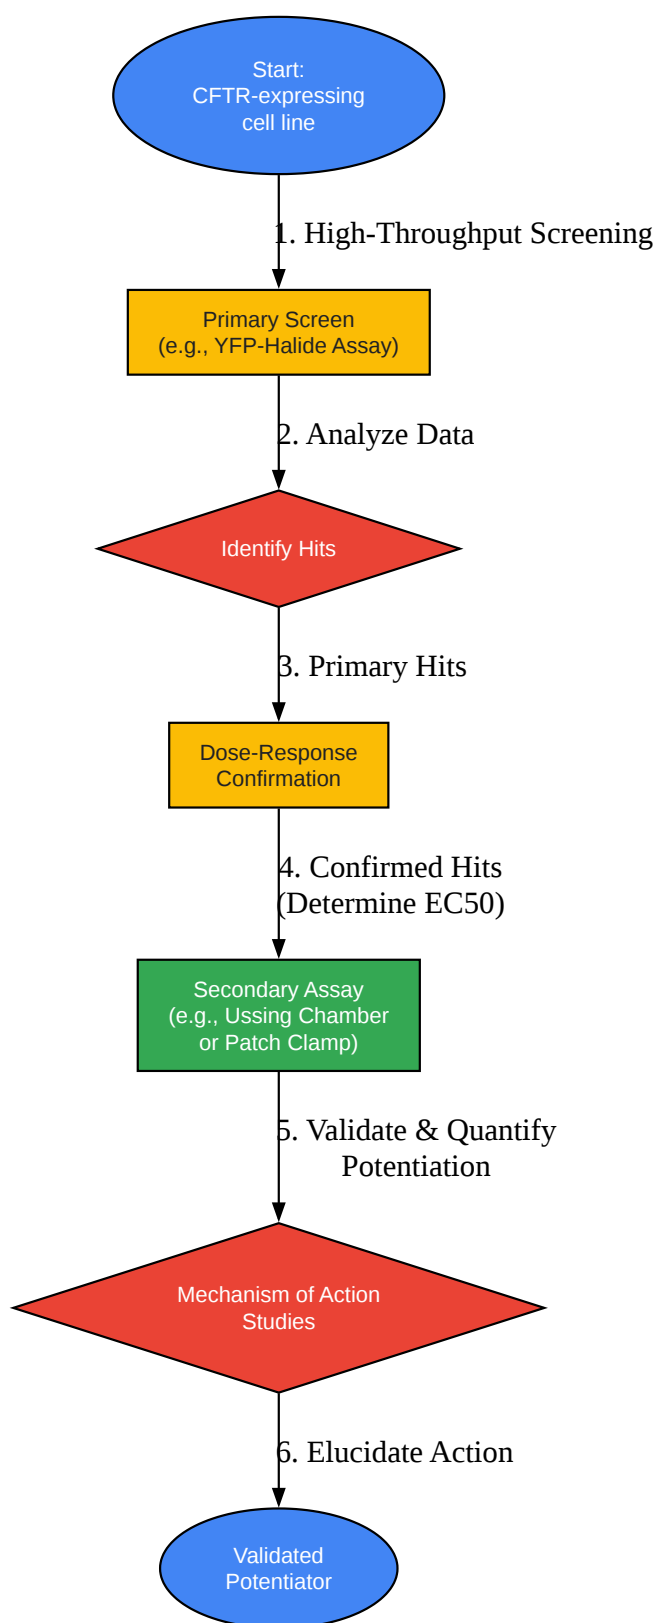 Start:
CFTR-expressing
cell line
1. High-Throughput Screening
Primary Screen
(e.g., YFP-Halide Assay)
2. Analyze Data
Identify Hits
3. Primary Hits
Dose-Response
Confirmation
4. Confirmed Hits
(Determine EC50)
Secondary Assay
(e.g., Ussing Chamber
or Patch Clamp)
5. Validate & Quantify
Potentiation
Mechanism of Action
Studies
6. Elucidate Action
Validated
Potentiator